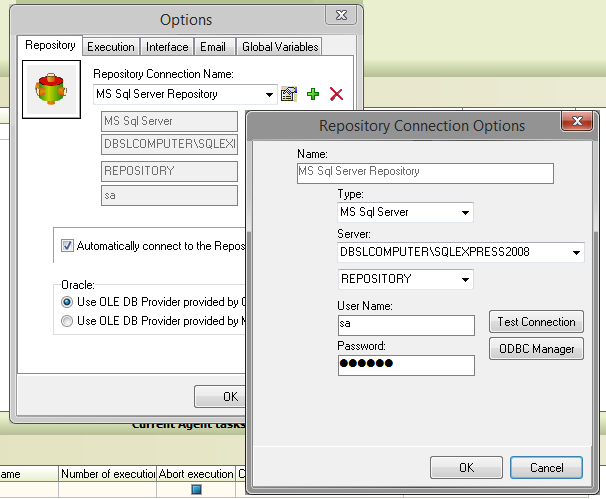 Options
Repository Execution Interface Email Global Variables
Repository Connection Name:
MS Sql Server Repository
MS Sql Server
DBSLCOMPUTER\SQLEXI
REPOSITORY
sa
Automatically connect to the Repos
Oracle:
Use OLE DB Provider provided by
Use OLE DB Provider provided by
OK
Repository Connection Options
Name:
MS Sql Server Repository
Type:
MS Sql Server
Server:
DBSLCOMPUTER\SQLEXPRESS2008
REPOSITORY
User Name:
sa
Test Connection
Password:
●●●●●●
ODBC Manager
OK Cancel
Current Agent tasks
ame Number of execution Abort execution C